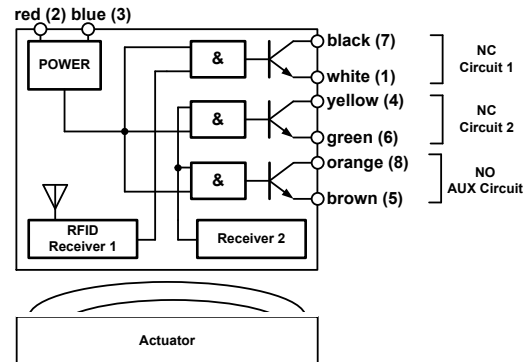 red (2) blue (3)
POWER
&
black (7)
white (1)
NC
Circuit 1
&
yellow (4)
green (6)
NC
Circuit 2
&
orange (8)
brown (5)
NO
AUX Circuit
RFID
Receiver 1
Receiver 2
Actuator